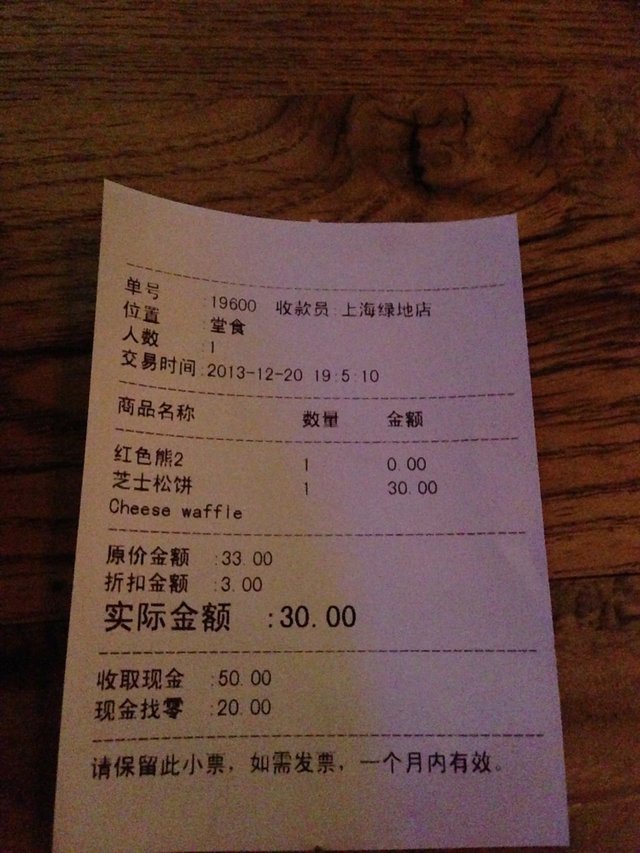 单号 :19600 收款员:上海绿地店
位置 :堂食
人数 :1
交易时间:2013-12-20 19:5:10
商品名称 数量 金额
红色熊2 1 0.00
芝士松饼 1 30.00
Cheese waffle
原价金额 :33.00
折扣金额 :3.00
实际金额 :30.00
收取现金 :50.00
现金找零 :20.00
请保留此小票，如需发票，一个月内有效。